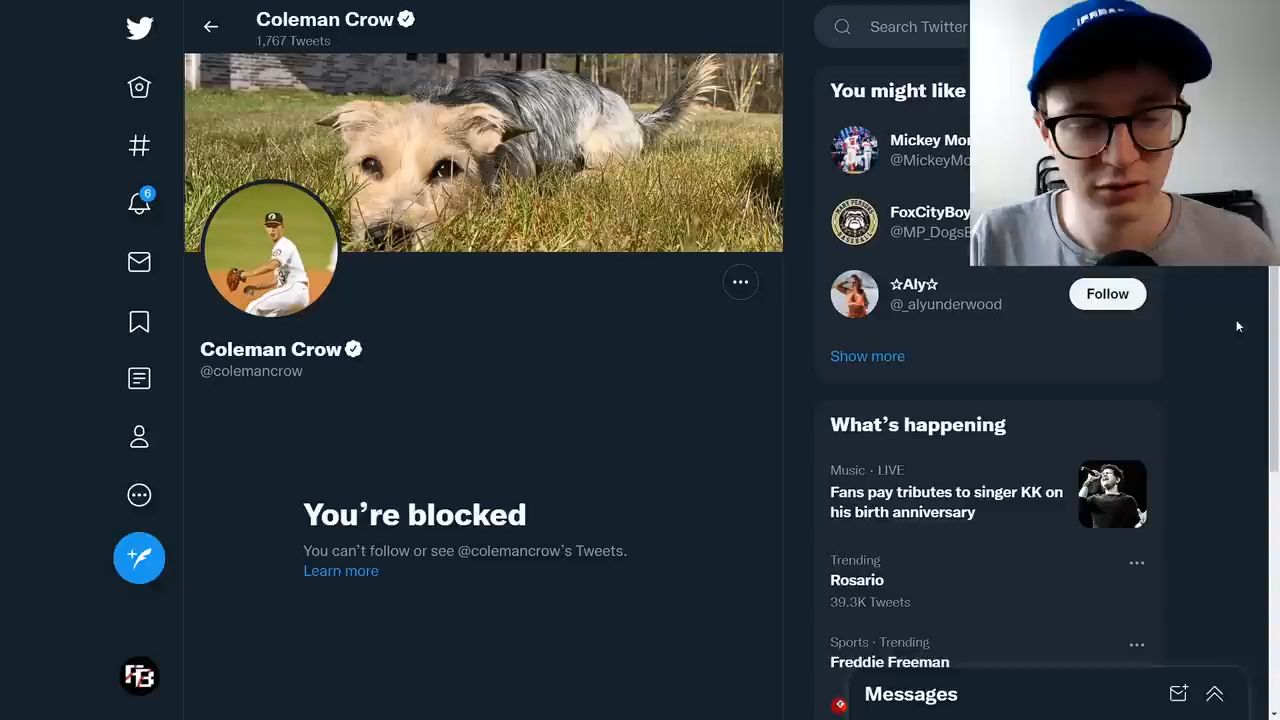 Coleman Crow
1,767 Tweets
6
Coleman Crow
@colemancrow
You're blocked
You can't follow or see @colemancrow's Tweets.
Learn more
Search Twitter
You might like
Mickey
FoxCityBoy
☆Aly☆
@_alyunderwood
Follow
Show more
What's happening
Music · LIVE
Fans pay tributes to singer KK on
his birth anniversary
Trending
Rosario
39.3K Tweets
Sports · Trending
Freddie Freeman
Messages